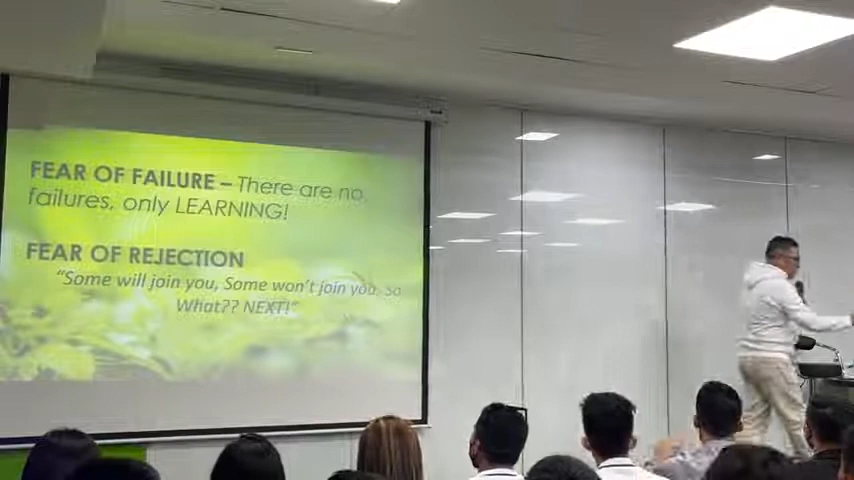 FEAR OF FAILURE – There are no
failures, only LEARNING!
FEAR OF REJECTION
"Some will join you, Some won't join you, so
What?? NEXT!"